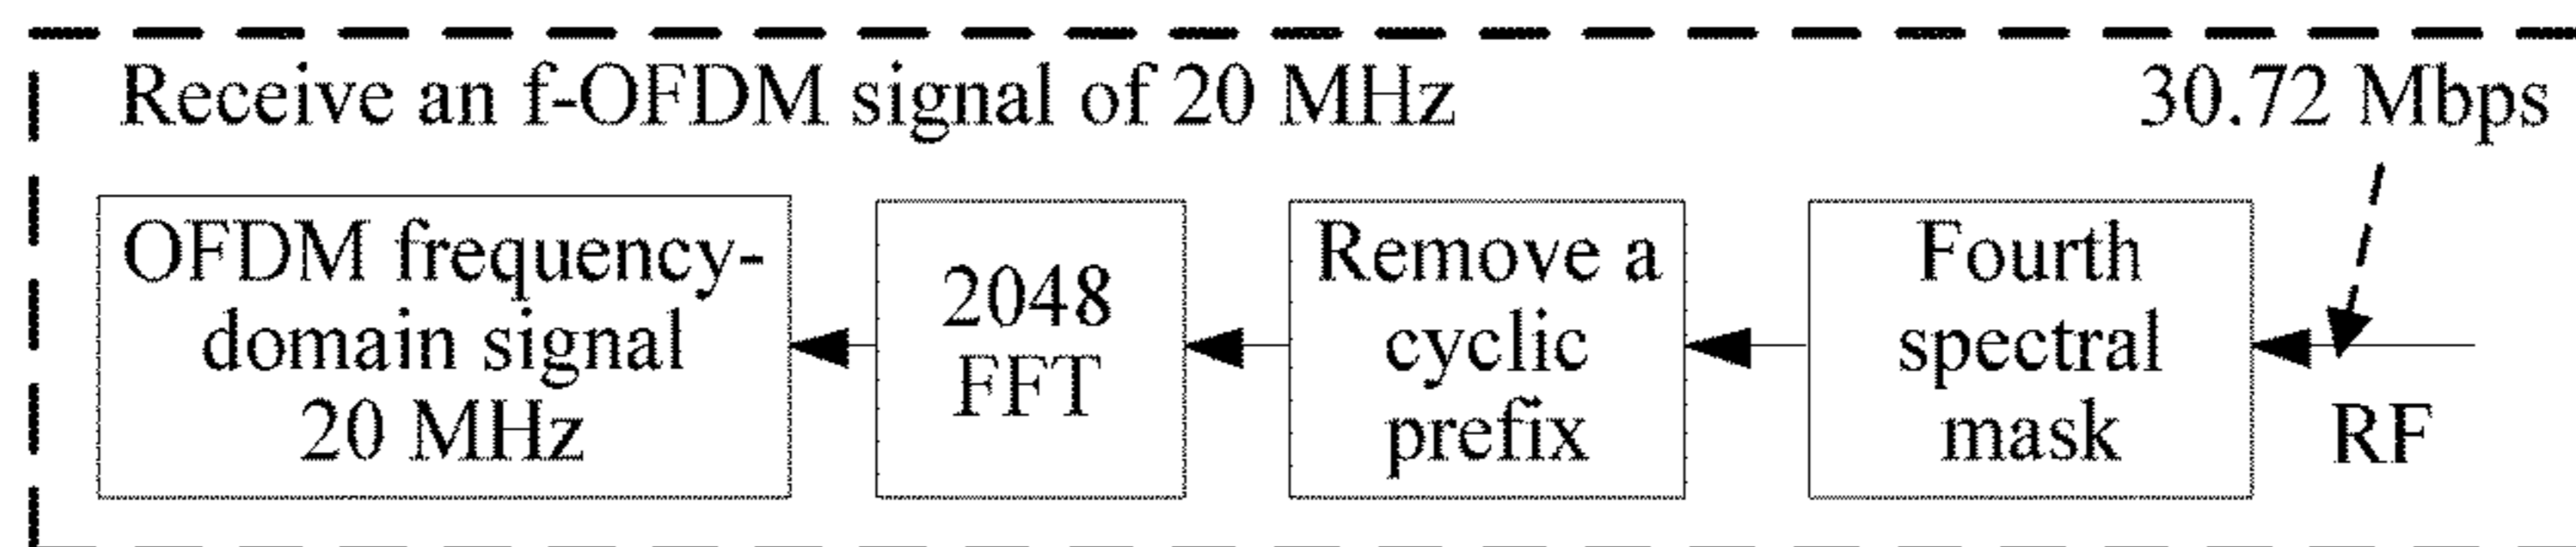 Receive an f-OFDM signal of 20 MHz
30.72 Mbps
OFDM frequency-
domain signal
20 MHz
2048
FFT
Remove a
cyclic
prefix
Fourth
spectral
mask
RF